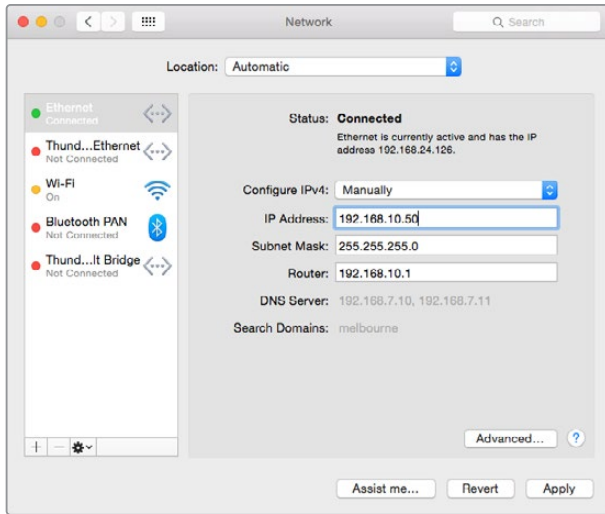 Network
Search
Location: Automatic
Ethernet
Connected
Thund...Ethernet
Not Connected
Wi-Fi
On
Bluetooth PAN
Not Connected
Thund...lt Bridge
Not Connected
Status: Connected
Ethernet is currently active and has the IP
address 192.168.24.126.
Configure IPv4: Manually
IP Address: 192.168.10.50
Subnet Mask: 255.255.255.0
Router: 192.168.10.1
DNS Server: 192.168.7.10, 192.168.7.11
Search Domains: melbourne
Advanced... ?
Assist me... Revert Apply